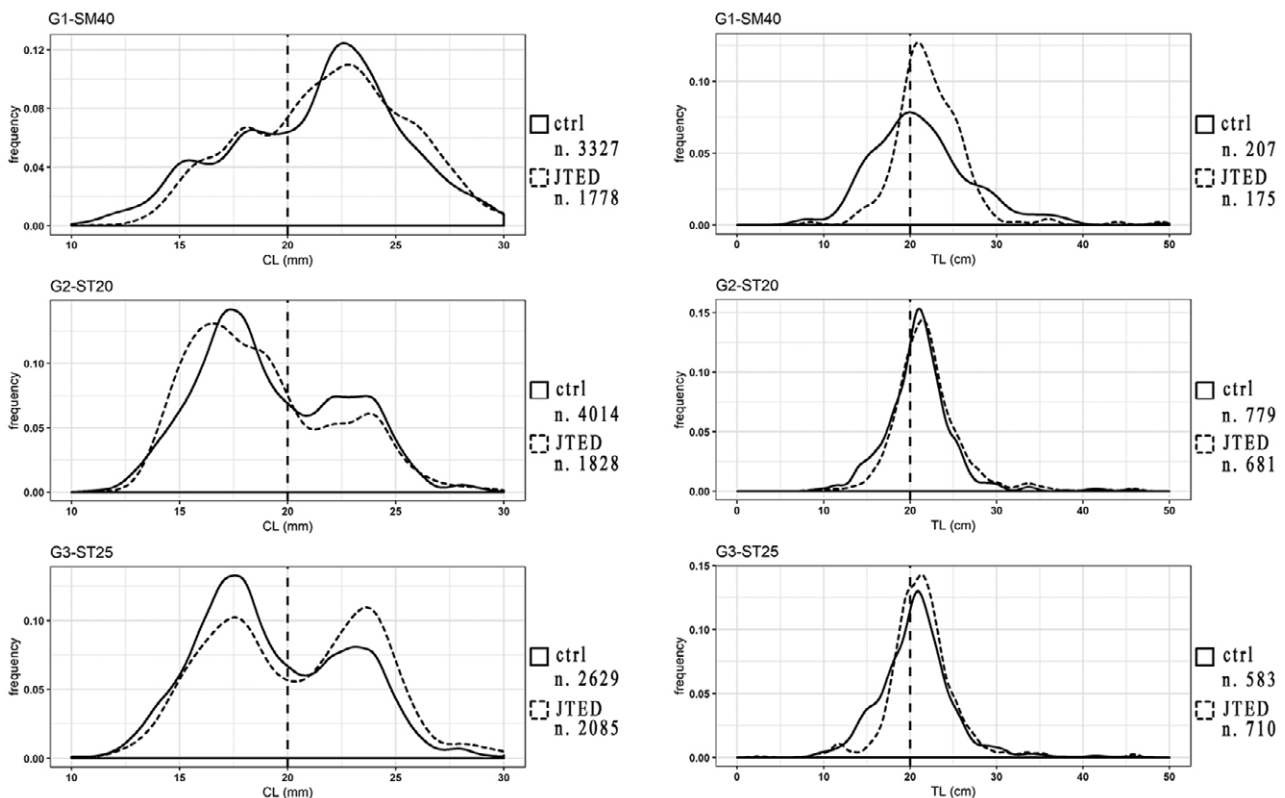 G1-SM40
frequency
0.12
0.08
0.04
0.00
10 15 20 25 30
CL (mm)
ctrl
n. 3327
JTED
n. 1778
G1-SM40
frequency
0.10
0.05
0.00
0 10 20 30 40 50
TL (cm)
ctrl
n. 207
JTED
n. 175
G2-ST20
frequency
0.10
0.05
0.00
10 15 20 25 30
CL (mm)
ctrl
n. 4014
JTED
n. 1828
G2-ST20
frequency
0.15
0.10
0.05
0.00
0 10 20 30 40 50
TL (cm)
ctrl
n. 779
JTED
n. 681
G3-ST25
frequency
0.10
0.05
0.00
10 15 20 25 30
CL (mm)
ctrl
n. 2629
JTED
n. 2085
G3-ST25
frequency
0.15
0.10
0.05
0.00
0 10 20 30 40 50
TL (cm)
ctrl
n. 583
JTED
n. 710